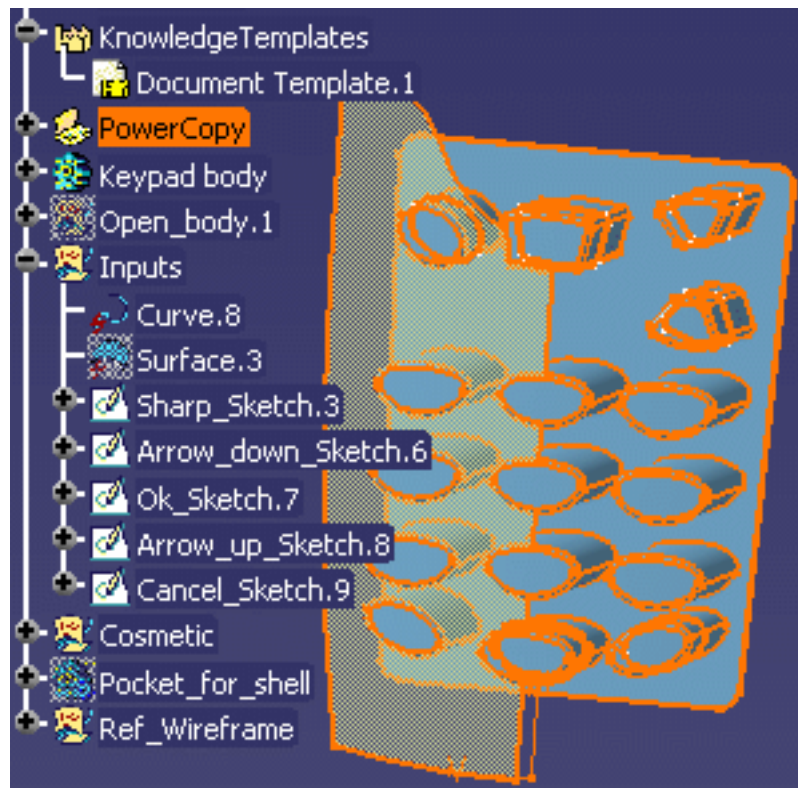 KnowledgeTemplates
Document Template.1
PowerCopy
Keypad body
Open_body.1
Inputs
Curve.8
Surface.3
Sharp_Sketch.3
Arrow_down_Sketch.6
Ok_Sketch.7
Arrow_up_Sketch.8
Cancel_Sketch.9
Cosmetic
Pocket_for_shell
Ref_Wireframe